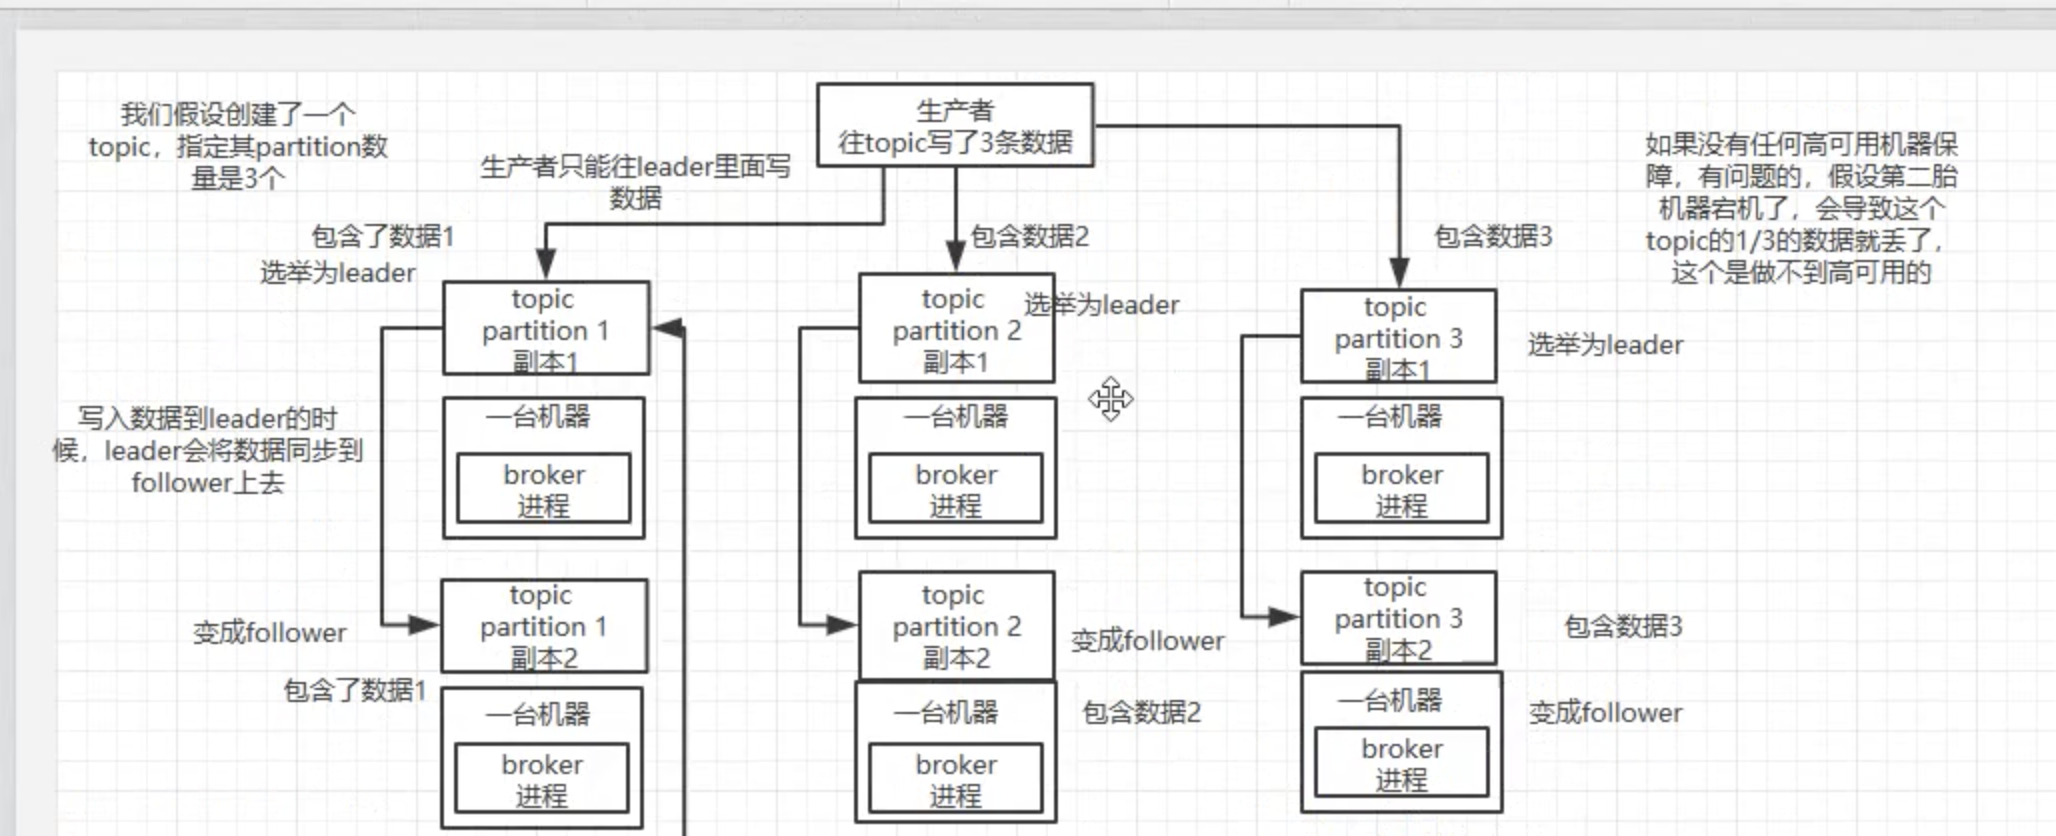 我们假设创建了一个
topic，指定其partition数
量是3个
生产者
往topic写了3条数据
生产者只能往leader里面写
数据
如果没有任何高可用机器保
障，有问题的，假设第二胎
机器宕机了，会导致这个
topic的1/3的数据就丢了，
这个是做不到高可用的
包含了数据1
选举为leader
包含数据2
包含数据3
topic
partition 1
副本1
topic
partition 2
副本1
选举为leader
topic
partition 3
副本1
选举为leader
写入数据到leader的时
候，leader会将数据同步到
follower上去
一台机器
broker
进程
一台机器
broker
进程
一台机器
broker
进程
topic
partition 1
副本2
变成follower
包含了数据1
topic
partition 2
副本2
变成follower
topic
partition 3
副本2
包含数据3
一台机器
broker
进程
一台机器
broker
进程
包含数据2
一台机器
broker
进程
变成follower